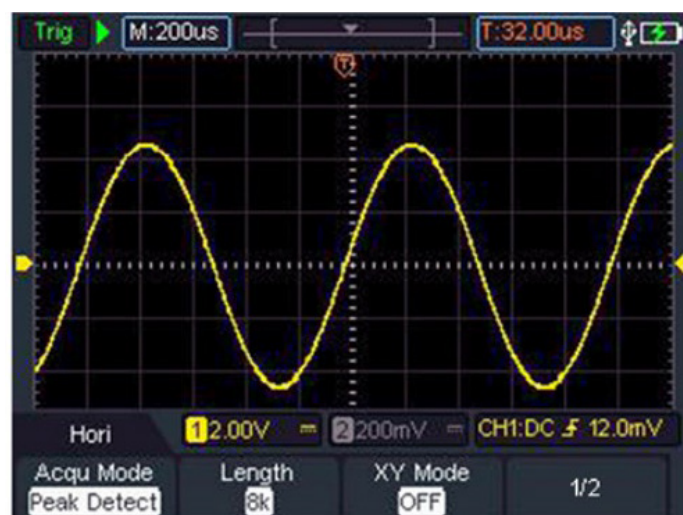 Trig M:200us T T:32.00us
Hori 1 2.00V 2 200mV CH1:DC 12.0mV
Acqu Mode Length XY Mode 1/2
Peak Detect 8k OFF